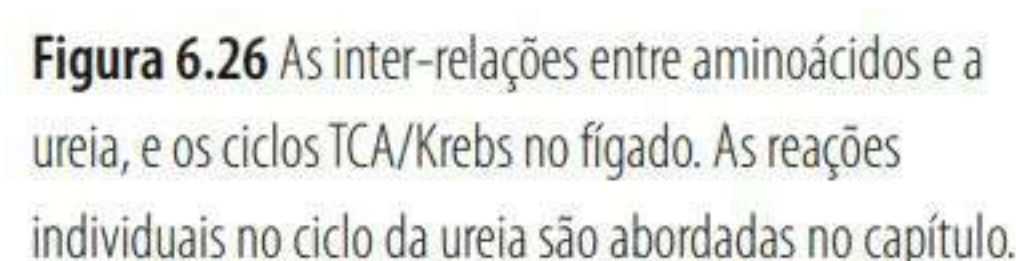 Figura 6.26 As inter-relações entre aminoácidos e a
ureia, e os ciclos TCA/Krebs no fígado. As reações
individuais no ciclo da ureia são abordadas no capítulo.